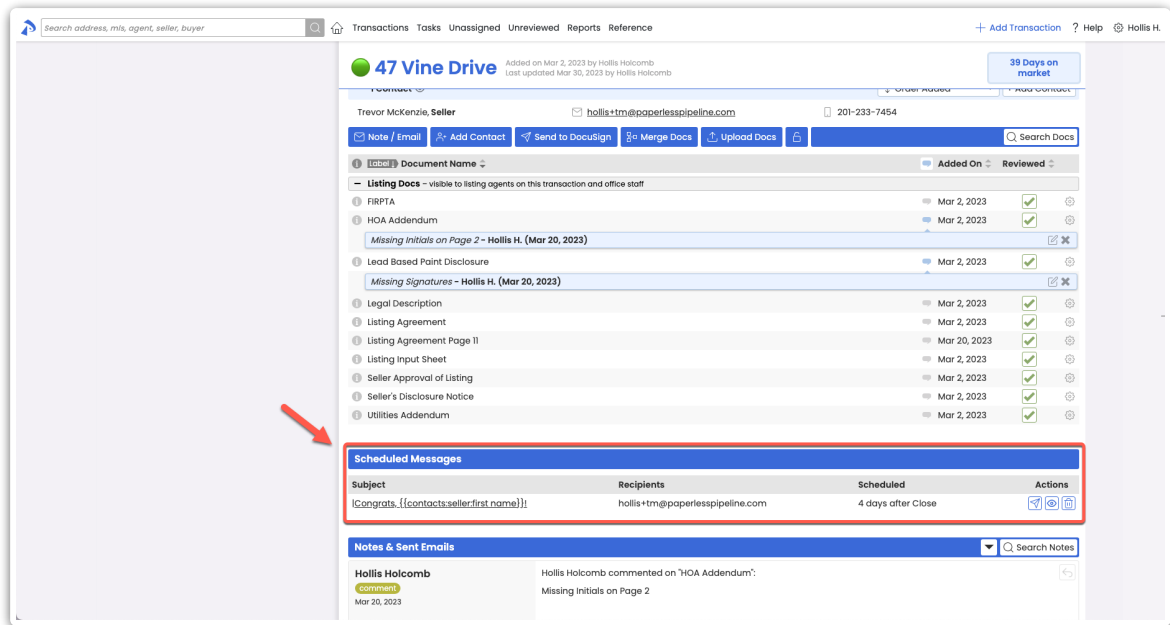 Search address, mls, agent, seller, buyer
Transactions Tasks Unassigned Unreviewed Reports Reference
Add Transaction ? Help Hollis H.
47 Vine Drive
Added on Mar 2, 2023 by Hollis Holcomb
Last updated Mar 30, 2023 by Hollis Holcomb
39 Days on
market
1 Contact
Order Added
+ Add Contact
Trevor McKenzie, Seller hollis+tm@paperlesspipeline.com 201-233-7454
Note / Email Add Contact Send to DocuSign Merge Docs Upload Docs Search Docs
Label Document Name Added On Reviewed
– Listing Docs – visible to listing agents on this transaction and office staff
FIRPTA Mar 2, 2023
HOA Addendum Mar 2, 2023
Missing Initials on Page 2 - Hollis H. (Mar 20, 2023)
Lead Based Paint Disclosure Mar 2, 2023
Missing Signatures - Hollis H. (Mar 20, 2023)
Legal Description Mar 2, 2023
Listing Agreement Mar 2, 2023
Listing Agreement Page 11 Mar 20, 2023
Listing Input Sheet Mar 2, 2023
Seller Approval of Listing Mar 2, 2023
Seller's Disclosure Notice Mar 2, 2023
Utilities Addendum Mar 2, 2023
Scheduled Messages
Subject Recipients Scheduled Actions
|Congrats, {{contacts:seller:first name}}! hollis+tm@paperlesspipeline.com 4 days after Close
Notes & Sent Emails Search Notes
Hollis Holcomb Hollis Holcomb commented on "HOA Addendum":
comment Missing Initials on Page 2
Mar 20, 2023